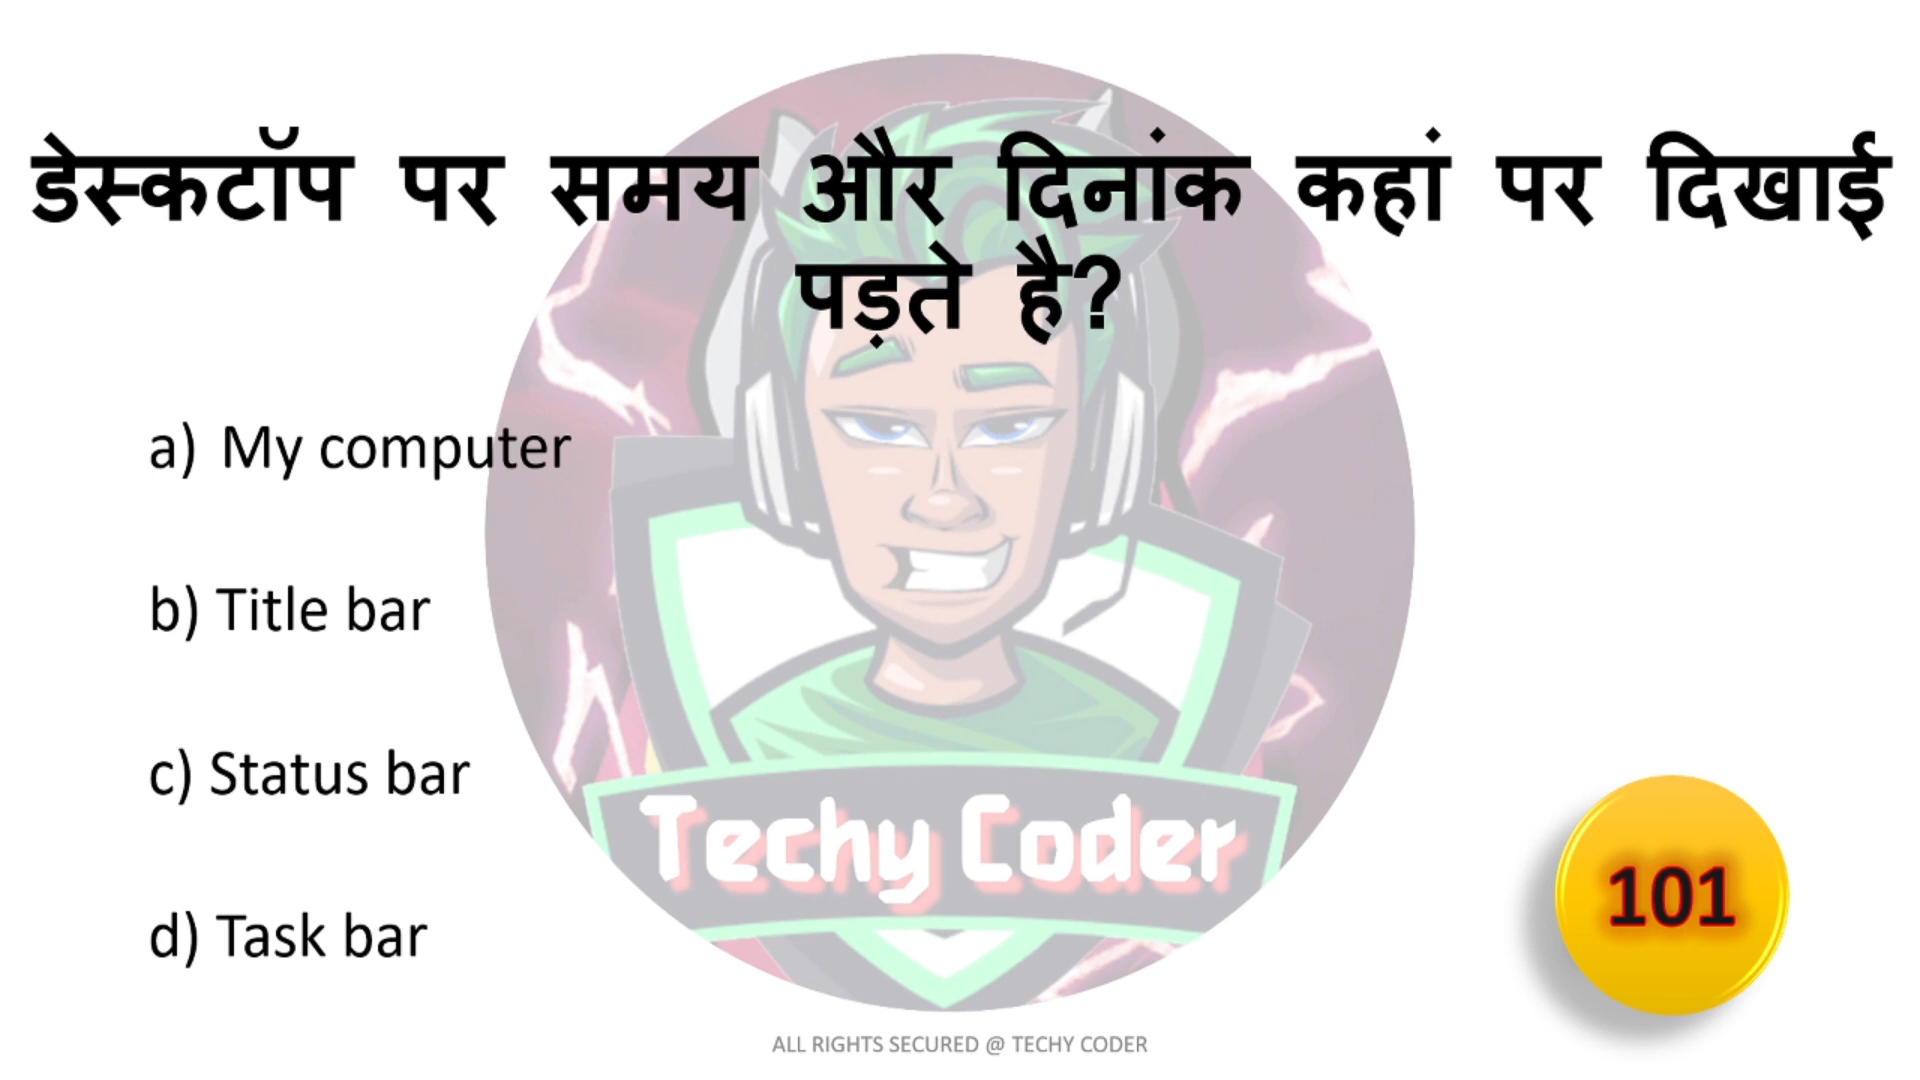 डेस्कटॉप पर समय और दिनांक कहां पर दिखाई
पड़ते है?
a) My computer
b) Title bar
c) Status bar
d) Task bar
Techy Coder
101
ALL RIGHTS SECURED @ TECHY CODER